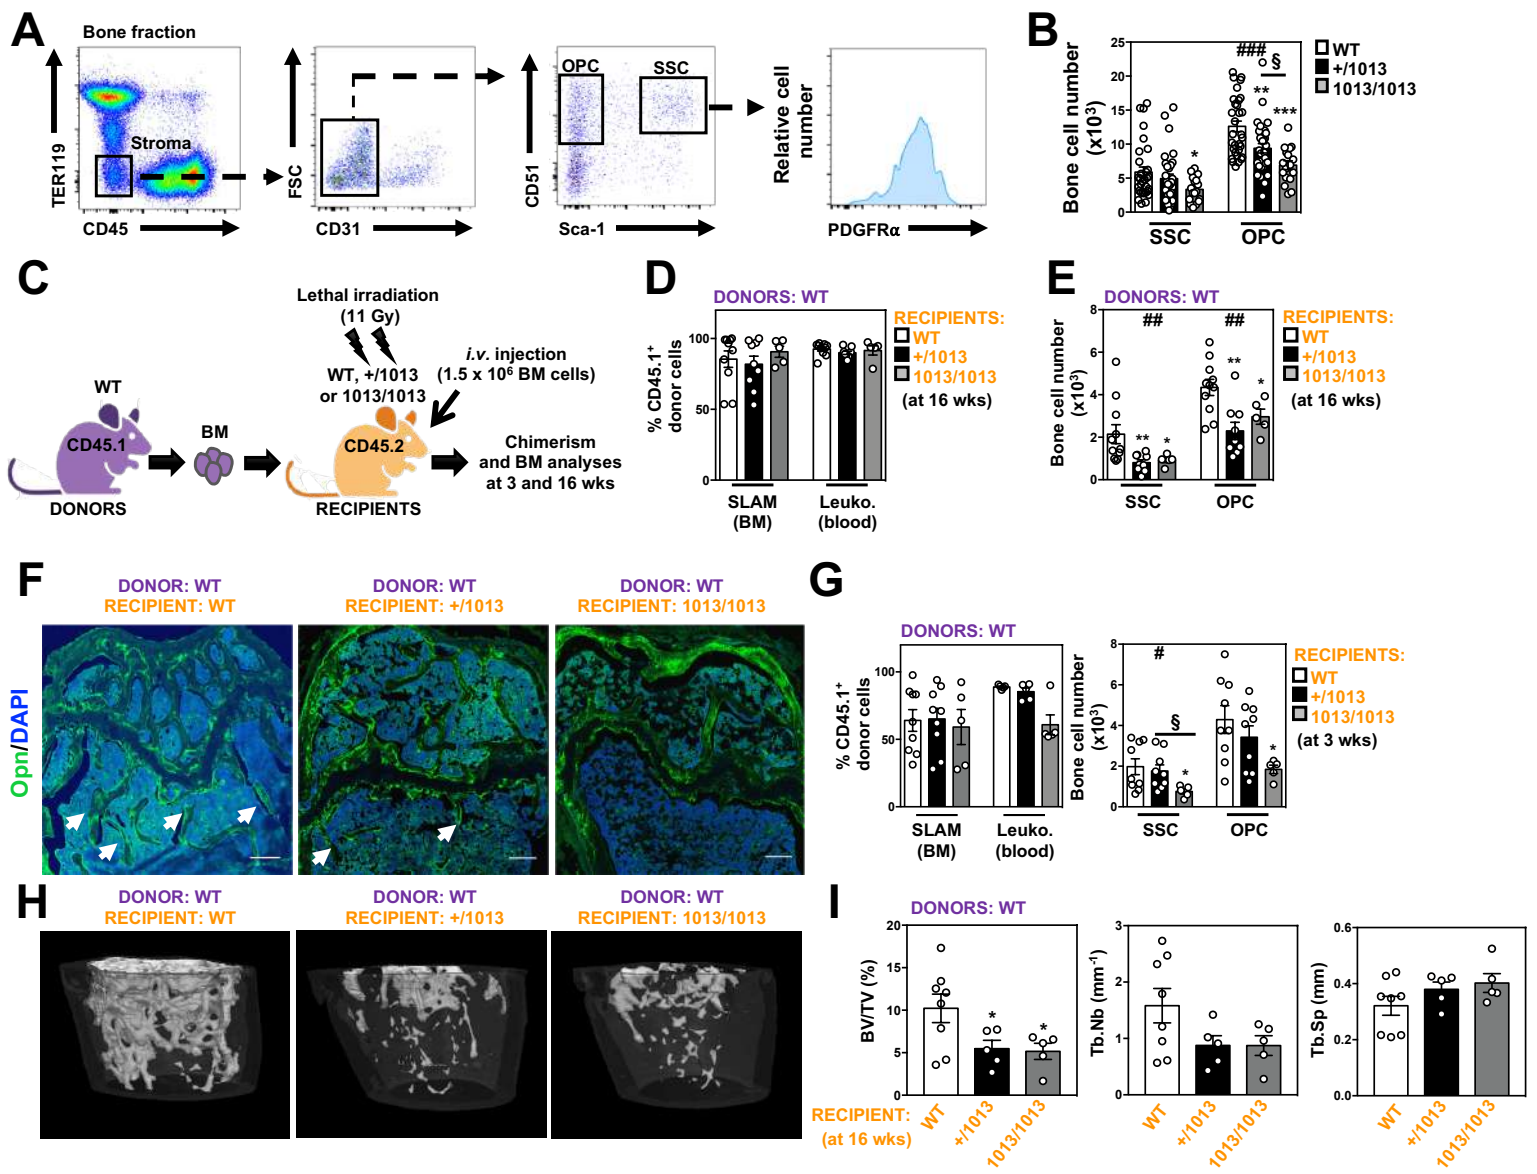 A
Bone fraction
TER119
Stroma
CD45
FSC
CD31
CD51
OPC
SSC
Sca-1
Relative cell
number
PDGFRα
B
Bone cell number
(x10³)
25
20
15
10
5
0
###
§
**
***
*
SSC
OPC
WT
+/1013
1013/1013
C
Lethal irradiation
(11 Gy)
i.v. injection
(1.5 x 10⁶ BM cells)
WT, +/1013
or 1013/1013
WT
CD45.1
BM
CD45.2
Chimerism
and BM analyses
at 3 and 16 wks
DONORS
RECIPIENTS
D
DONORS: WT
% CD45.1⁺
donor cells
100
50
0
SLAM
(BM)
Leuko.
(blood)
RECIPIENTS:
WT
+/1013
1013/1013
(at 16 wks)
E
DONORS: WT
Bone cell number
(x10³)
8
6
4
2
0
##
##
**
*
**
*
SSC
OPC
RECIPIENTS:
WT
+/1013
1013/1013
(at 16 wks)
F
DONOR: WT
RECIPIENT: WT
DONOR: WT
RECIPIENT: +/1013
DONOR: WT
RECIPIENT: 1013/1013
Opn/DAPI
G
DONORS: WT
% CD45.1⁺
donor cells
100
50
0
SLAM
(BM)
Leuko.
(blood)
Bone cell number
(x10³)
8
6
4
2
0
#
§
*
*
SSC
OPC
RECIPIENTS:
WT
+/1013
1013/1013
(at 3 wks)
H
DONOR: WT
RECIPIENT: WT
DONOR: WT
RECIPIENT: +/1013
DONOR: WT
RECIPIENT: 1013/1013
I
DONORS: WT
BV/TV (%)
20
15
10
5
0
*
*
Tb.Nb (mm⁻¹)
3
2
1
0
Tb.Sp (mm)
0.6
0.4
0.2
0.0
RECIPIENT:
(at 16 wks)
WT
+/1013
1013/1013
WT
+/1013
1013/1013
WT
+/1013
1013/1013